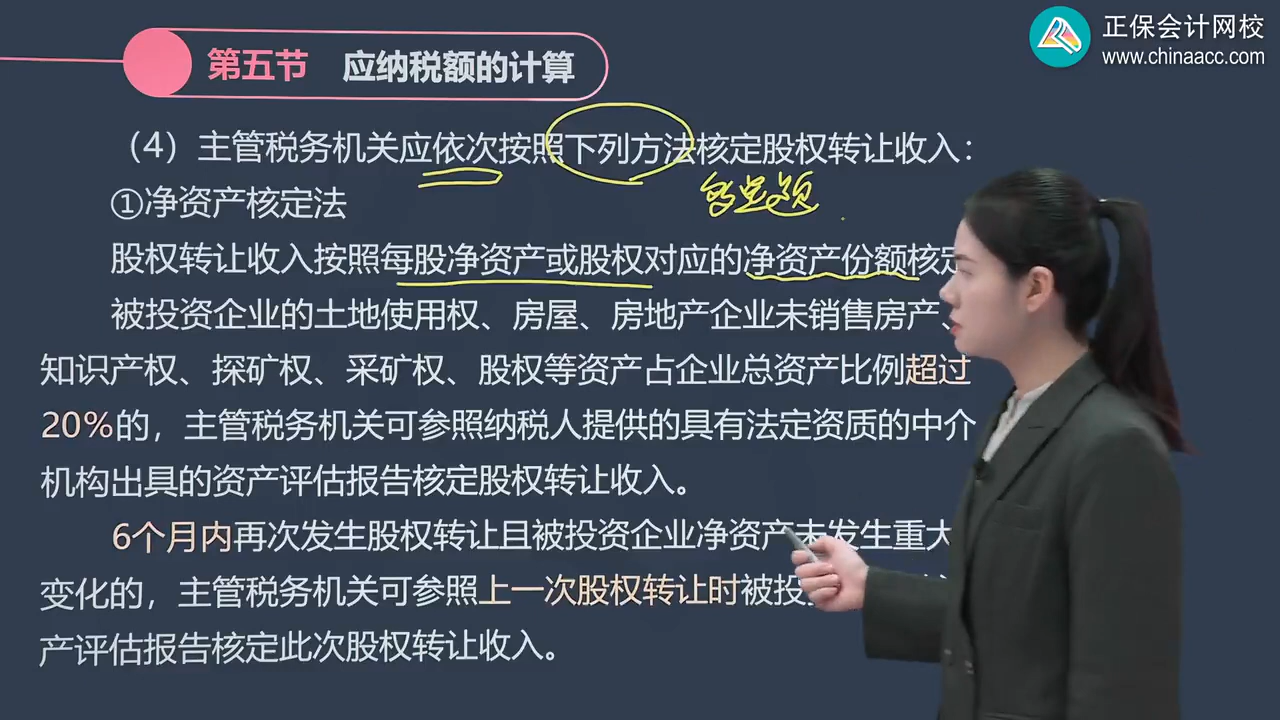 正保会计网校
www.chinaacc.com
第五节 应纳税额的计算
（4）主管税务机关应依次按照下列方法核定股权转让收入：
多选题
①净资产核定法
股权转让收入按照每股净资产或股权对应的净资产份额核定
被投资企业的土地使用权、房屋、房地产企业未销售房产、
知识产权、探矿权、采矿权、股权等资产占企业总资产比例超过
20%的，主管税务机关可参照纳税人提供的具有法定资质的中介
机构出具的资产评估报告核定股权转让收入。
6个月内再次发生股权转让且被投资企业净资产未发生重大
变化的，主管税务机关可参照上一次股权转让时被投
产评估报告核定此次股权转让收入。